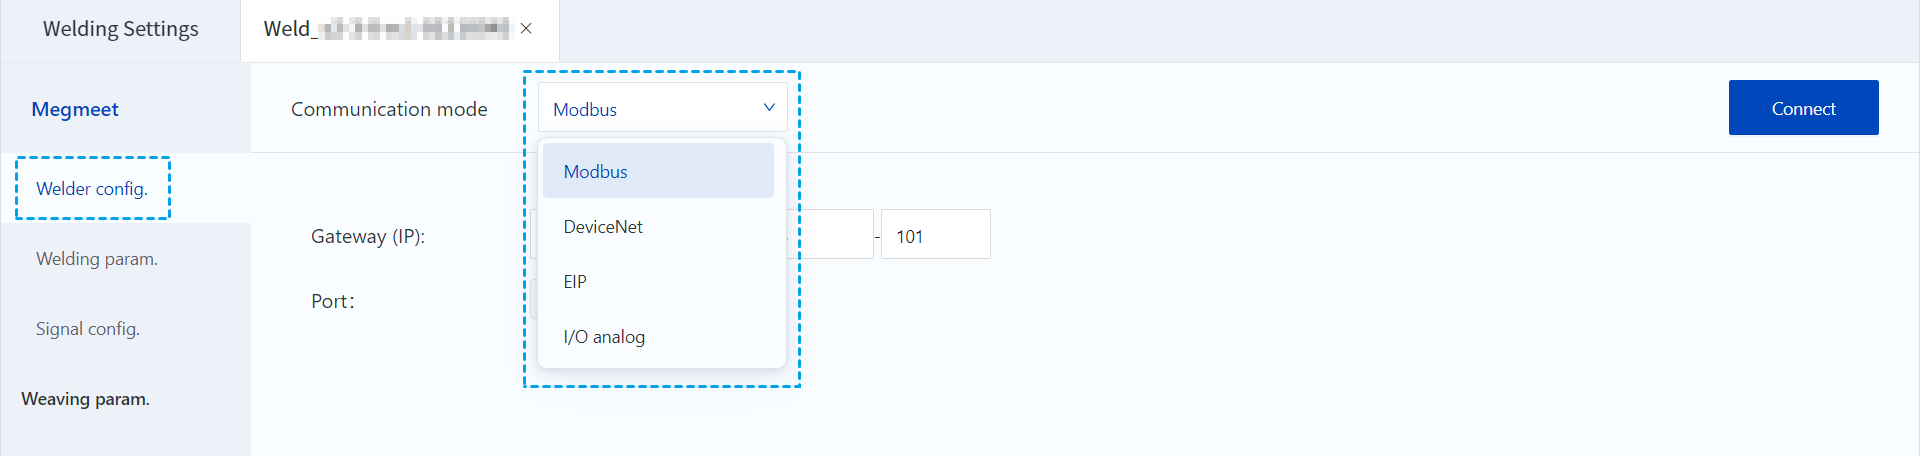 Welding Settings
Weld_
Megmeet
Communication mode
Modbus
Connect
Welder config.
Modbus
Welding param.
DeviceNet
Gateway (IP):
- 101
EIP
Port:
Signal config.
I/O analog
Weaving param.